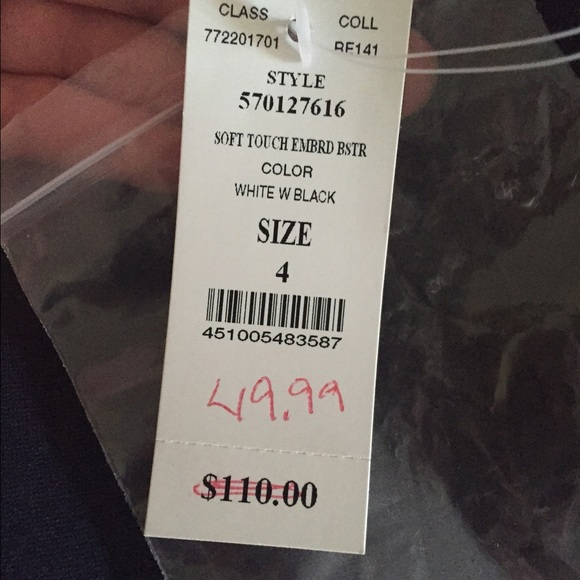 CLASS COLL
772201701 RF141
STYLE
570127616
SOFT TOUCH EMBRD BSTR
COLOR
WHITE W BLACK
SIZE
4
451005483587
49.99
$110.00